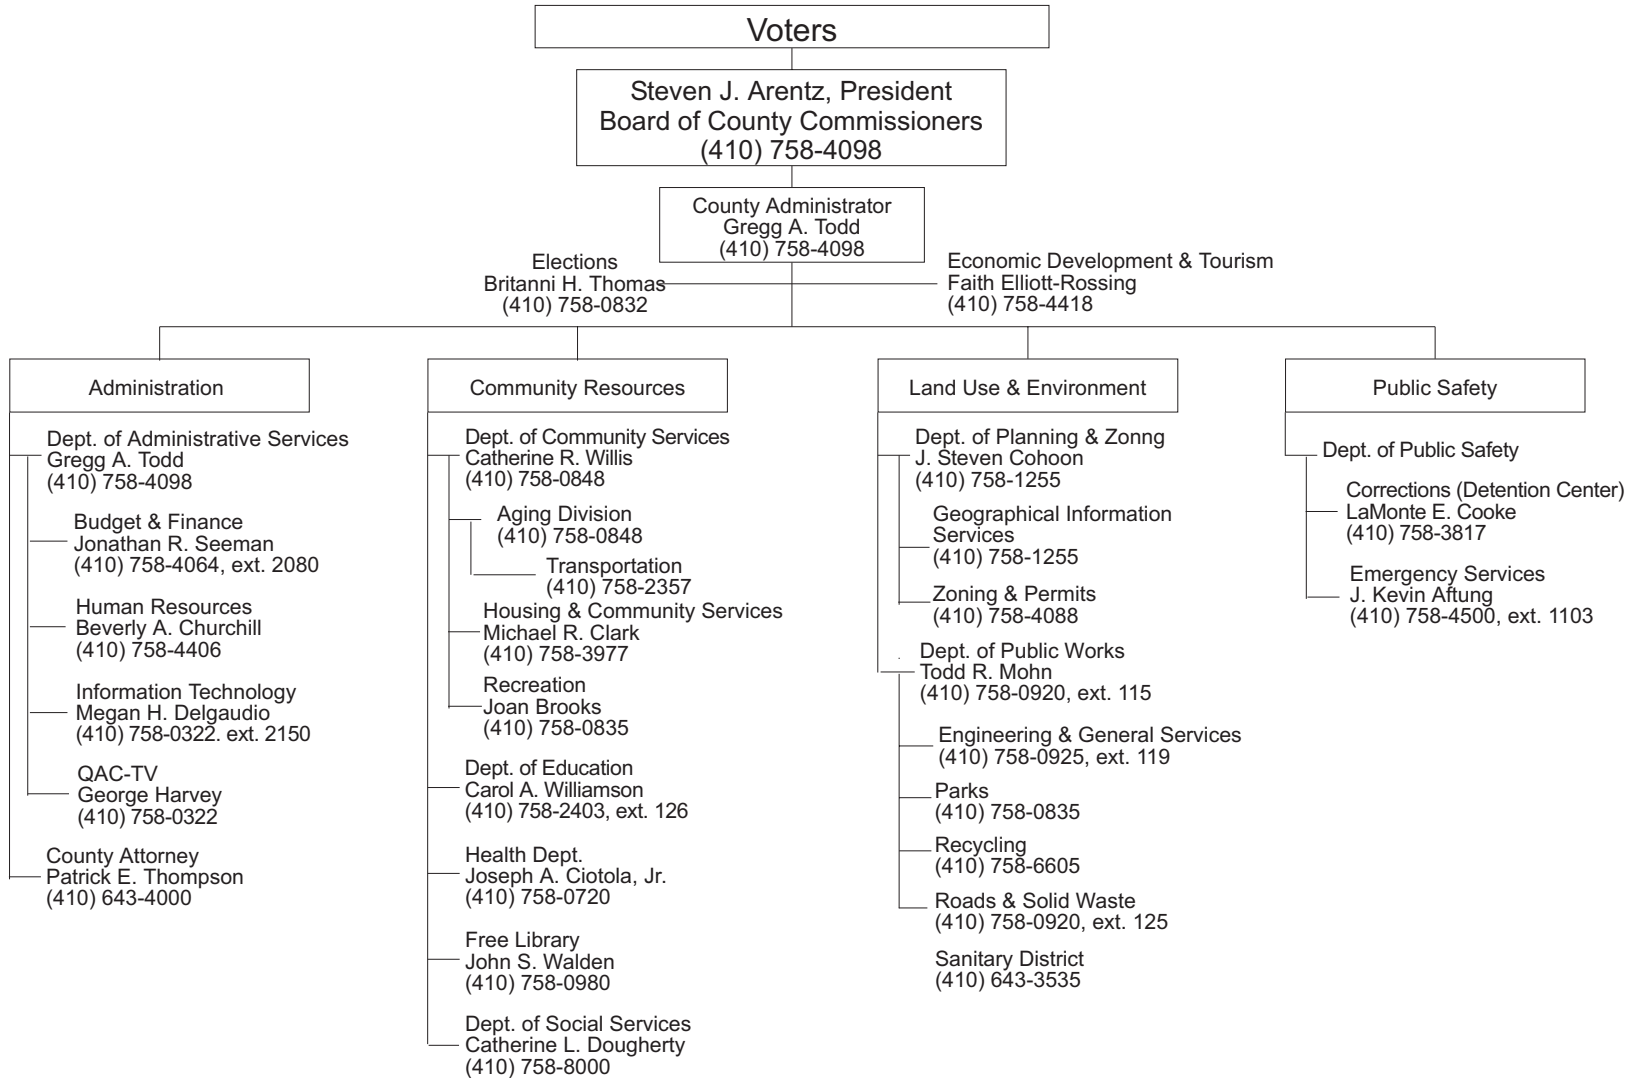 Voters
Steven J. Arentz, President
Board of County Commissioners
(410) 758-4098
County Administrator
Gregg A. Todd
(410) 758-4098
Elections
Britanni H. Thomas
(410) 758-0832
Economic Development & Tourism
Faith Elliott-Rossing
(410) 758-4418
Administration
Dept. of Administrative Services
Gregg A. Todd
(410) 758-4098
Budget & Finance
Jonathan R. Seeman
(410) 758-4064, ext. 2080
Human Resources
Beverly A. Churchill
(410) 758-4406
Information Technology
Megan H. Delgaudio
(410) 758-0322. ext. 2150
QAC-TV
George Harvey
(410) 758-0322
County Attorney
Patrick E. Thompson
(410) 643-4000
Community Resources
Dept. of Community Services
Catherine R. Willis
(410) 758-0848
Aging Division
(410) 758-0848
Transportation
(410) 758-2357
Housing & Community Services
Michael R. Clark
(410) 758-3977
Recreation
Joan Brooks
(410) 758-0835
Dept. of Education
Carol A. Williamson
(410) 758-2403, ext. 126
Health Dept.
Joseph A. Ciotola, Jr.
(410) 758-0720
Free Library
John S. Walden
(410) 758-0980
Dept. of Social Services
Catherine L. Dougherty
(410) 758-8000
Land Use & Environment
Dept. of Planning & Zonng
J. Steven Cohoon
(410) 758-1255
Geographical Information
Services
(410) 758-1255
Zoning & Permits
(410) 758-4088
Dept. of Public Works
Todd R. Mohn
(410) 758-0920, ext. 115
Engineering & General Services
(410) 758-0925, ext. 119
Parks
(410) 758-0835
Recycling
(410) 758-6605
Roads & Solid Waste
(410) 758-0920, ext. 125
Sanitary District
(410) 643-3535
Public Safety
Dept. of Public Safety
Corrections (Detention Center)
LaMonte E. Cooke
(410) 758-3817
Emergency Services
J. Kevin Aftung
(410) 758-4500, ext. 1103